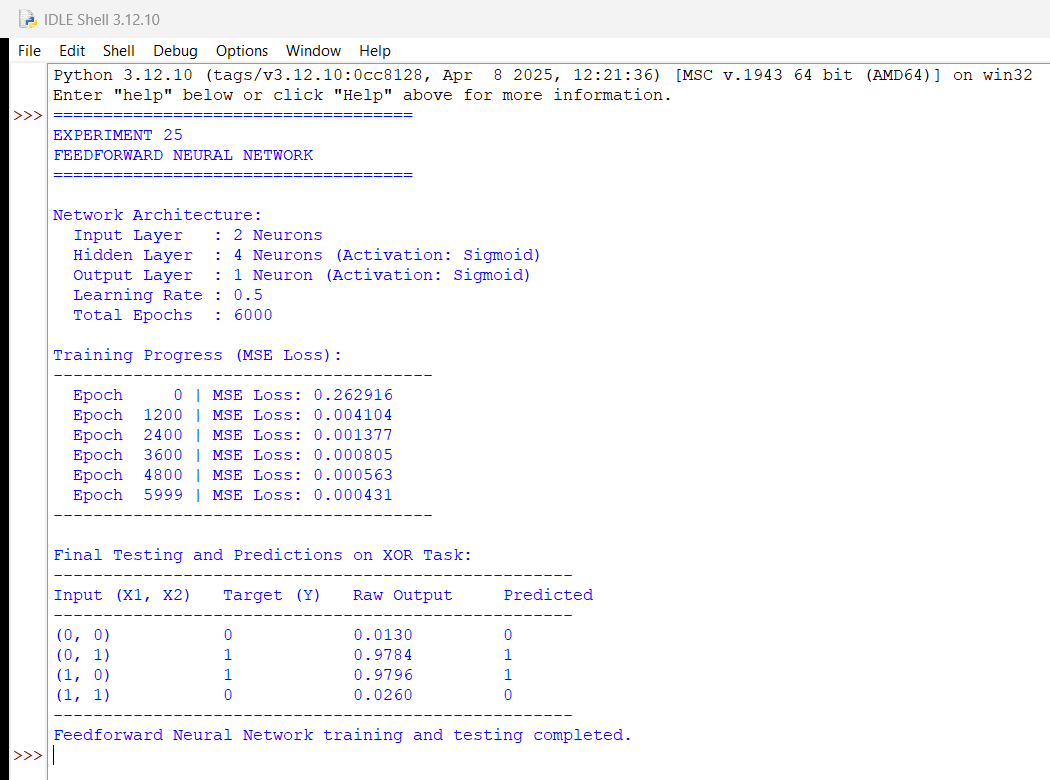 IDLE Shell 3.12.10
File Edit Shell Debug Options Window Help
Python 3.12.10 (tags/v3.12.10:0cc8128, Apr  8 2025, 12:21:36) [MSC v.1943 64 bit (AMD64)] on win32
Enter "help" below or click "Help" above for more information.
>>> ====================================
EXPERIMENT 25
FEEDFORWARD NEURAL NETWORK
====================================
Network Architecture:
  Input Layer   : 2 Neurons
  Hidden Layer  : 4 Neurons (Activation: Sigmoid)
  Output Layer  : 1 Neuron (Activation: Sigmoid)
  Learning Rate : 0.5
  Total Epochs  : 6000
Training Progress (MSE Loss):
--------------------------------------
  Epoch     0 | MSE Loss: 0.262916
  Epoch  1200 | MSE Loss: 0.004104
  Epoch  2400 | MSE Loss: 0.001377
  Epoch  3600 | MSE Loss: 0.000805
  Epoch  4800 | MSE Loss: 0.000563
  Epoch  5999 | MSE Loss: 0.000431
--------------------------------------
Final Testing and Predictions on XOR Task:
----------------------------------------------------
Input (X1, X2)   Target (Y)   Raw Output     Predicted
----------------------------------------------------
(0, 0)           0            0.0130         0
(0, 1)           1            0.9784         1
(1, 0)           1            0.9796         1
(1, 1)           0            0.0260         0
----------------------------------------------------
Feedforward Neural Network training and testing completed.
>>>